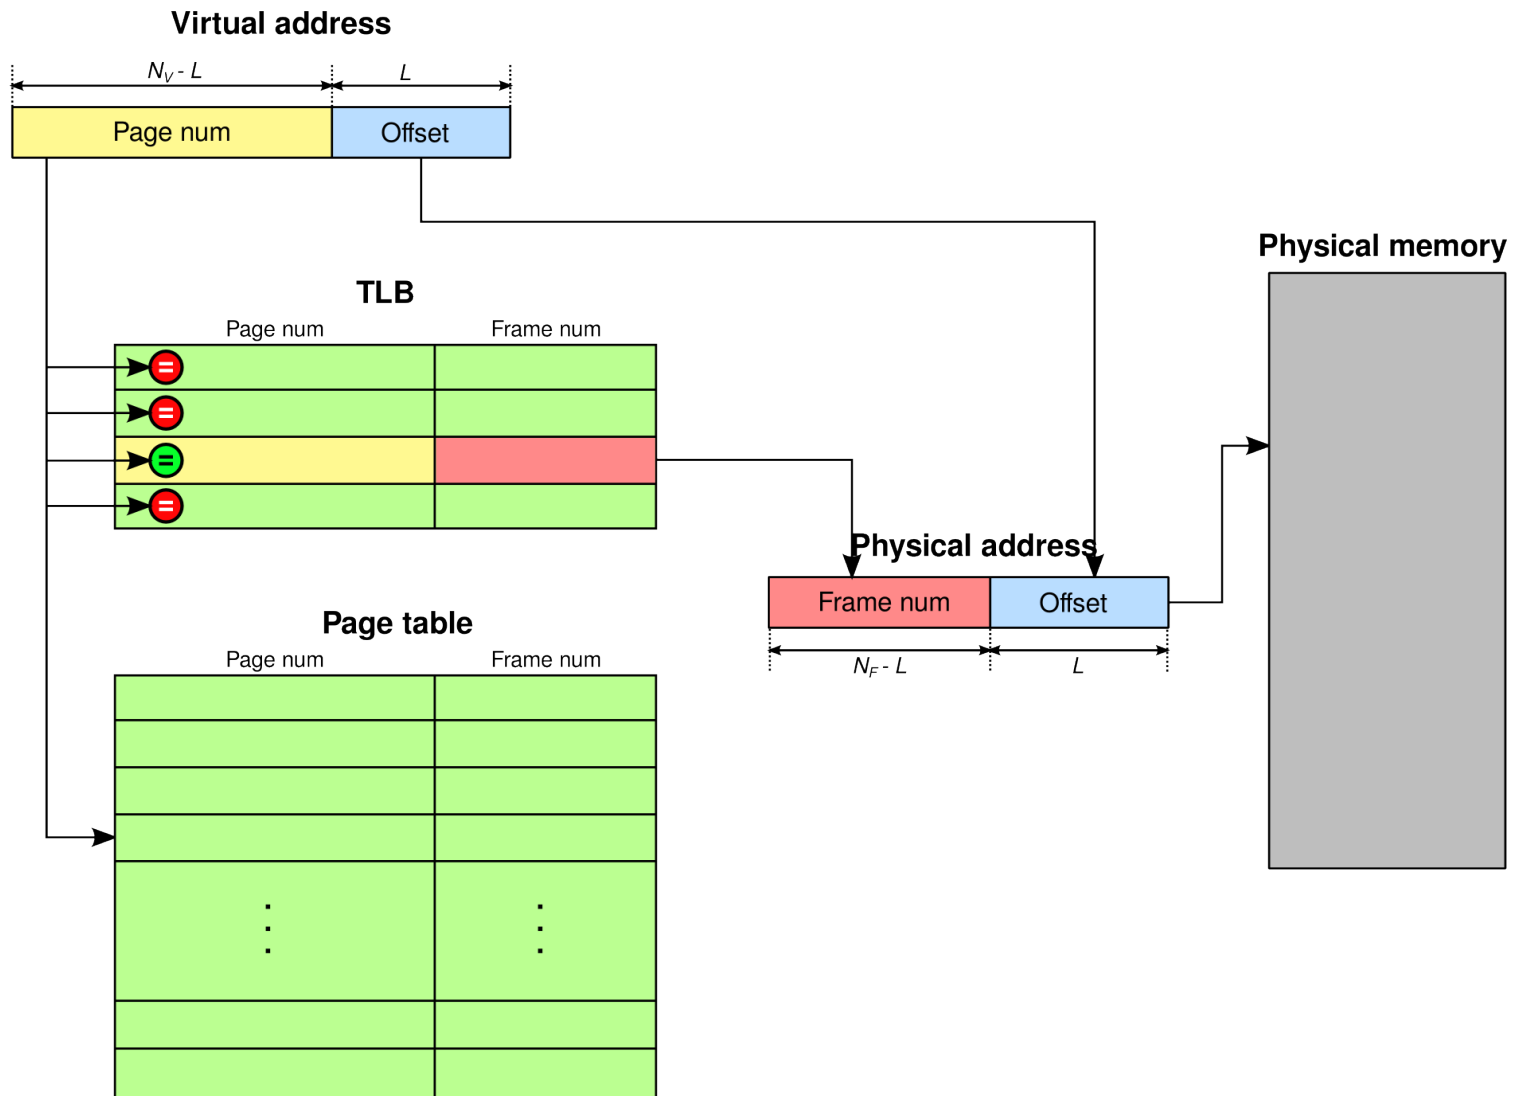 Virtual address
N_V - L
L
Page num
Offset
Physical memory
TLB
Page num
Frame num
=
=
=
=
Physical address
Frame num
Offset
N_F - L
L
Page table
Page num
Frame num